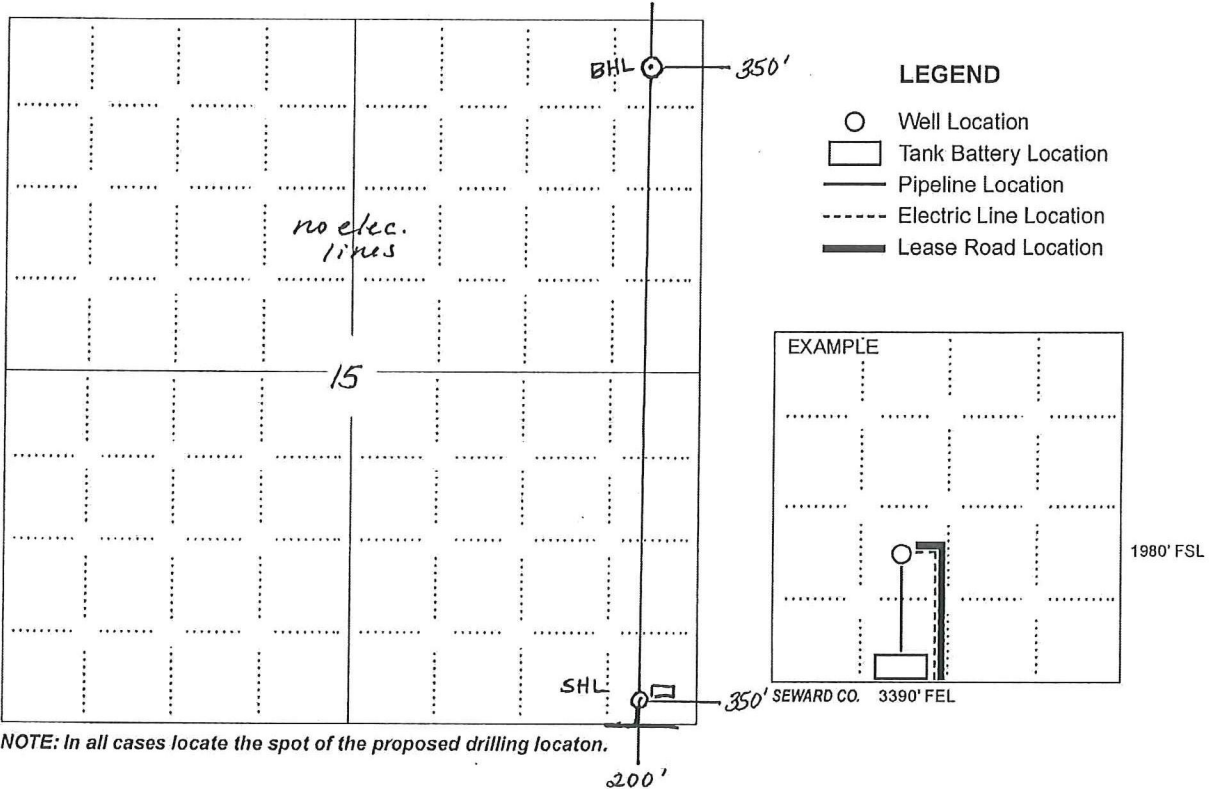 BHL
350'
no elec.
lines
15
SHL
350'
200'
NOTE: In all cases locate the spot of the proposed drilling locaton.
LEGEND
Well Location
Tank Battery Location
Pipeline Location
Electric Line Location
Lease Road Location
EXAMPLE
1980' FSL
SEWARD CO. 3390' FEL